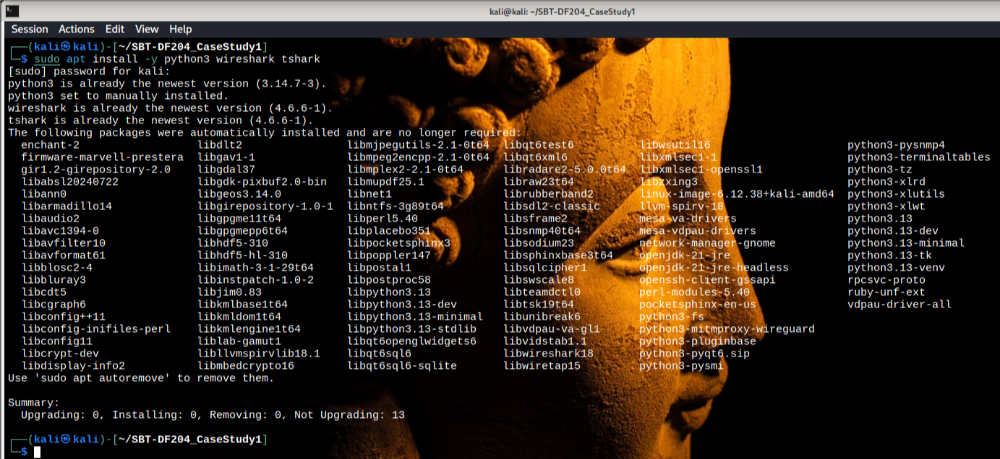 kali@kali: ~/SBT-DF204_CaseStudy1
Session Actions Edit View Help
┌──(kali㉿kali)-[~/SBT-DF204_CaseStudy1]
└─$ sudo apt install -y python3 wireshark tshark
[sudo] password for kali:
python3 is already the newest version (3.14.7-3).
python3 set to manually installed.
wireshark is already the newest version (4.6.6-1).
tshark is already the newest version (4.6.6-1).
The following packages were automatically installed and are no longer required:
enchant-2 libdlt2 libmjpegutils-2.1-0t64 libqt6test6 libwsutil16 python3-pysnmp4
firmware-marvell-prestera libgav1-1 libmpeg2encpp-2.1-0t64 libqt6xml6 libxmlsec1-1 python3-terminaltables
gir1.2-girepository-2.0 libgdal37 libmplex2-2.1-0t64 libradare2-5.0.0t64 libxmlsec1-openssl1 python3-tz
libabsl20240722 libgdk-pixbuf2.0-bin libmupdf25.1 libraw23t64 libzxing3 python3-xlrd
libann0 libgeos3.14.0 libnet1 librubberband2 linux-image-6.12.38+kali-amd64 python3-xlutils
libarmadillo14 libgirepository-1.0-1 libntfs-3g89t64 libsdl2-classic llvm-spirv-18 python3-xlwt
libaudio2 libgpgme11t64 libperl5.40 libsframe2 mesa-va-drivers python3.13
libavc1394-0 libgpgmepp6t64 libplacebo351 libsnmp40t64 mesa-vdpau-drivers python3.13-dev
libavfilter10 libhdf5-310 libpocketsphinx3 libsodium23 network-manager-gnome python3.13-minimal
libavformat61 libhdf5-hl-310 libpoppler147 libsphinxbase3t64 openjdk-21-jre python3.13-tk
libblosc2-4 libimath-3-1-29t64 libpostal1 libsqlcipher1 openjdk-21-jre-headless python3.13-venv
libbluray3 libinstpatch-1.0-2 libpostproc58 libswscale8 openssh-client-gssapi rpcsvc-proto
libcdt5 libjim0.83 libpython3.13 libteamdctl0 perl-modules-5.40 ruby-unf-ext
libcgraph6 libkmlbase1t64 libpython3.13-dev libtsk19t64 pocketsphinx-en-us vdpau-driver-all
libconfig++11 libkmldom1t64 libpython3.13-minimal libunibreak6 python3-fs
libconfig-inifiles-perl libkmlengine1t64 libpython3.13-stdlib libvdpau-va-gl1 python3-mitmproxy-wireguard
libconfig11 liblab-gamut1 libqt6openglwidgets6 libvidstab1.1 python3-pluginbase
libcrypt-dev libllvmspirvlib18.1 libqt6sql6 libwireshark18 python3-pyqt6.sip
libdisplay-info2 libmbedcrypto16 libqt6sql6-sqlite libwiretap15 python3-pysmi
Use 'sudo apt autoremove' to remove them.
Summary:
Upgrading: 0, Installing: 0, Removing: 0, Not Upgrading: 13
┌──(kali㉿kali)-[~/SBT-DF204_CaseStudy1]
└─$